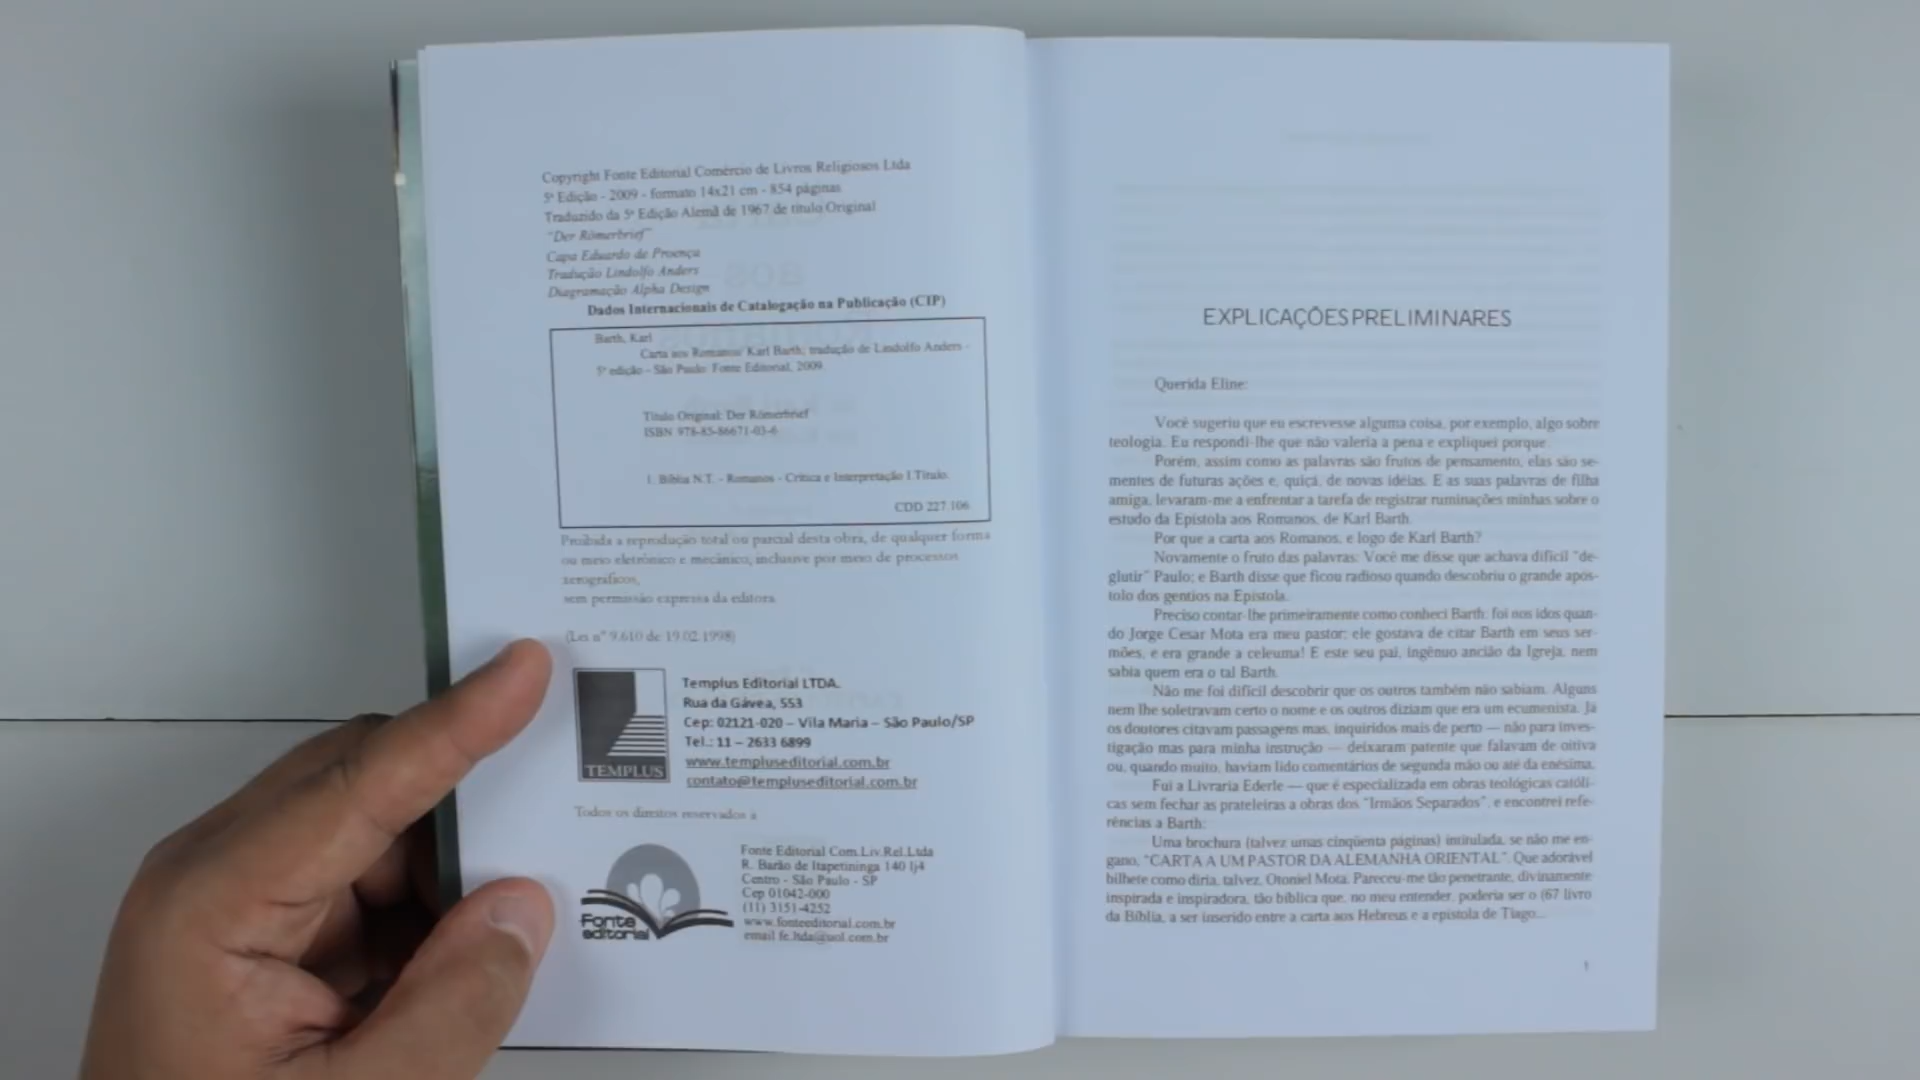 Copyright Fonte Editorial Comércio de Livros Religiosos Ltda
5ª Edição - 2009 - formato 14x21 cm - 854 páginas
Traduzido da 5ª Edição Alemã de 1967 de título Original
"Der Römerbrief"
Capa Eduardo de Proença
Tradução Lindolfo Anders
Diagramação Alpha Design
Dados Internacionais de Catalogação na Publicação (CIP)
Barth, Karl
Carta aos Romanos/ Karl Barth; tradução de Lindolfo Anders -
5ª edição – São Paulo: Fonte Editorial, 2009.
Título Original: Der Römerbrief
ISBN 978-85-86671-03-6
1. Bíblia N.T. - Romanos - Crítica e Interpretação I Título.
CDD 227.106
Proibida a reprodução total ou parcial desta obra, de qualquer forma
ou meio eletrônico e mecânico, inclusive por meio de processos
xerográficos,
sem permissão expressa da editora.
(Lei nº 9.610 de 19.02.1998)
TEMPLUS
Templus Editorial LTDA.
Rua da Gávea, 553
Cep: 02121-020 – Vila Maria – São Paulo/SP
Tel.: 11 – 2633 6899
www.templuseditorial.com.br
contato@templuseditorial.com.br
Todos os direitos reservados a
Fonte
editorial
Fonte Editorial Com.Liv.Rel.Ltda
R. Barão de Itapetininga 140 lj4
Centro - São Paulo - SP
Cep 01042-000
(11) 3151-4252
www.fonteeditorial.com.br
email fe.ltda@uol.com.br
EXPLICAÇÕES PRELIMINARES
Querida Eline:
Você sugeriu que eu escrevesse alguma coisa, por exemplo, algo sobre
teologia. Eu respondi-lhe que não valeria a pena e expliquei porque.
Porém, assim como as palavras são frutos de pensamento, elas são se-
mentes de futuras ações e, quiçá, de novas idéias. E as suas palavras de filha
amiga, levaram-me a enfrentar a tarefa de registrar ruminações minhas sobre o
estudo da Epístola aos Romanos, de Karl Barth.
Por que a carta aos Romanos, e logo de Karl Barth?
Novamente o fruto das palavras: Você me disse que achava difícil "de-
glutir" Paulo; e Barth disse que ficou radioso quando descobriu o grande após-
tolo dos gentios na Epístola.
Preciso contar-lhe primeiramente como conheci Barth: foi nos idos quan-
do Jorge Cesar Mota era meu pastor; ele gostava de citar Barth em seus ser-
mões, e era grande a celeuma! E este seu pai, ingênuo ancião da Igreja, nem
sabia quem era o tal Barth.
Não me foi difícil descobrir que os outros também não sabiam. Alguns
nem lhe soletravam certo o nome e os outros diziam que era um ecumenista. Já
os doutores citavam passagens mas, inquiridos mais de perto — não para inves-
tigação mas para minha instrução — deixaram patente que falavam de oitiva
ou, quando muito, haviam lido comentários de segunda mão ou até da enésima.
Fui a Livraria Ederle — que é especializada em obras teológicas católi-
cas sem fechar as prateleiras a obras dos "Irmãos Separados", e encontrei refe-
rências a Barth:
Uma brochura (talvez umas cinqüenta páginas) intitulada, se não me en-
gano, "CARTA A UM PASTOR DA ALEMANHA ORIENTAL". Que adorável
bilhete como diria, talvez, Otoniel Mota. Pareceu-me tão penetrante, divinamente
inspirada e inspiradora, tão bíblica que, no meu entender, poderia ser o (67 livro
da Bíblia, a ser inserido entre a carta aos Hebreus e a epístola de Tiago...
1